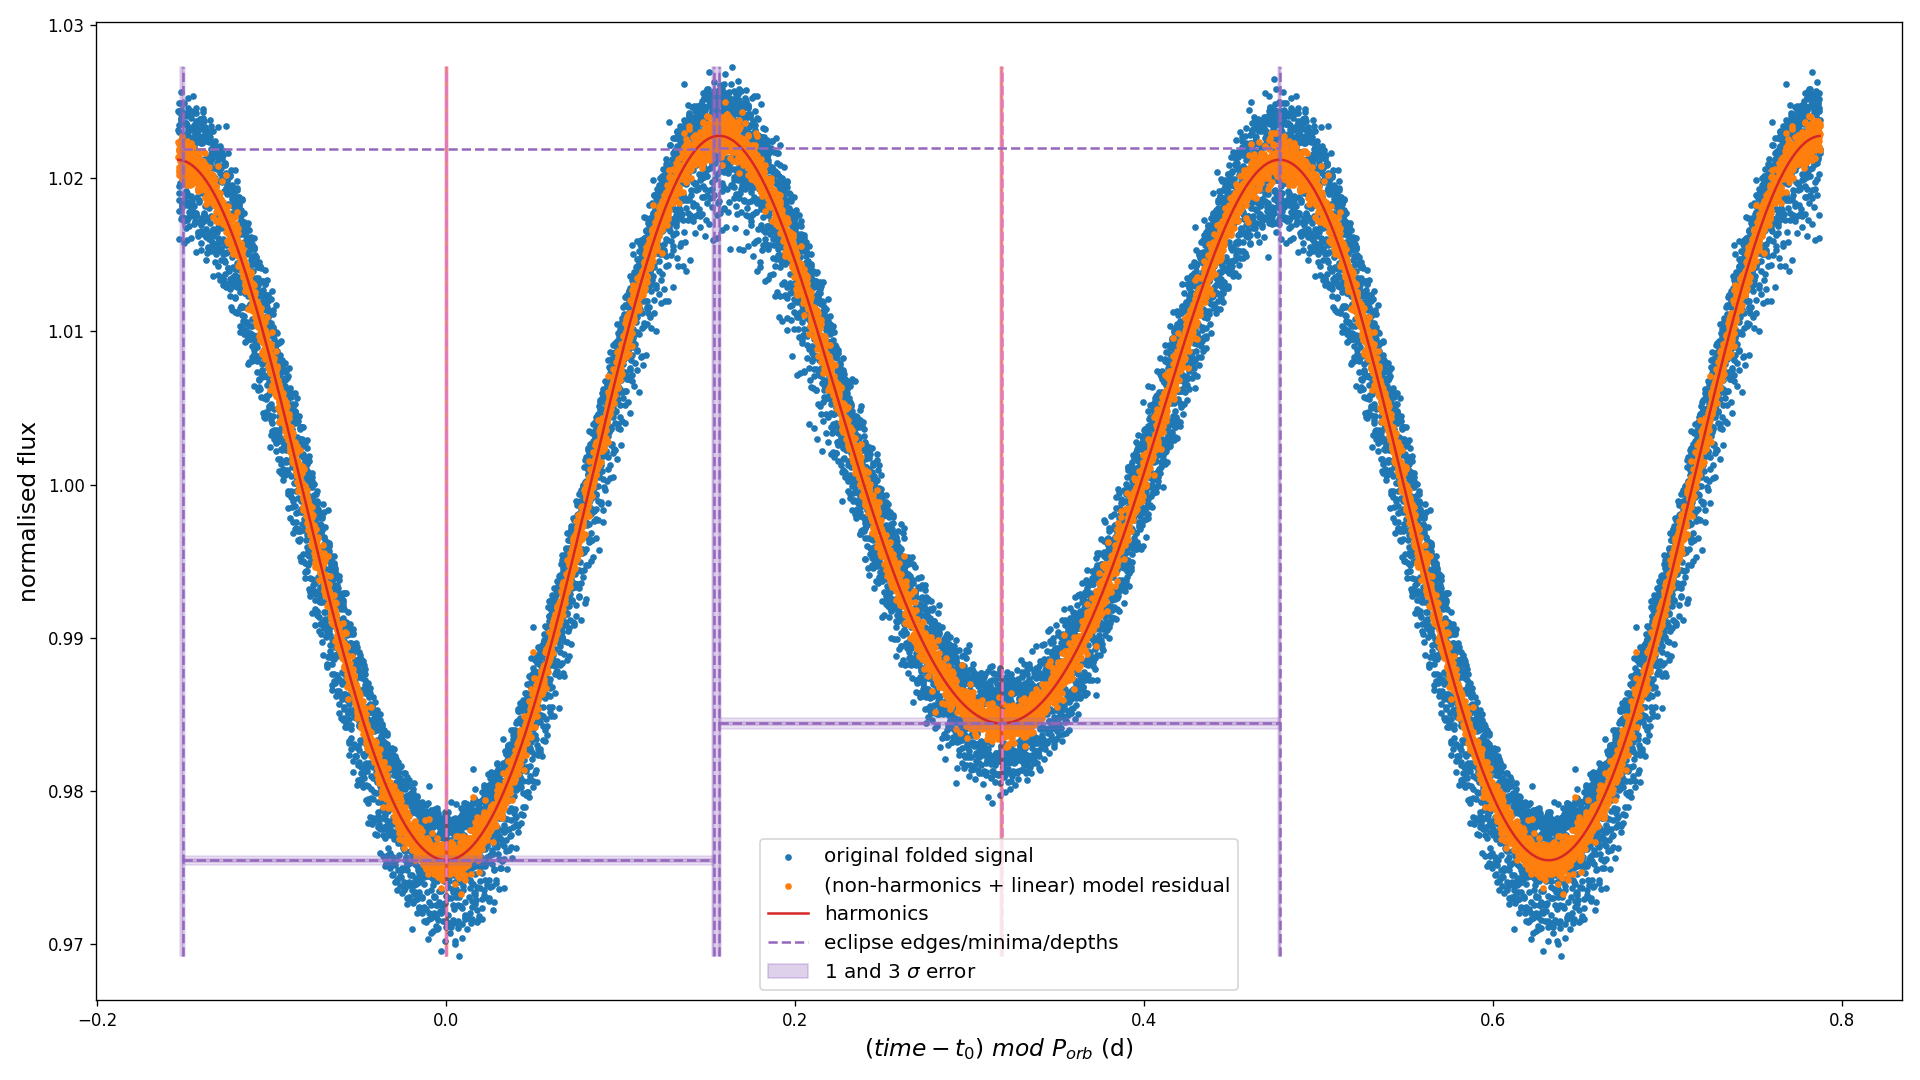 1.03
1.02
1.01
1.00
0.99
0.98
0.97
normalised flux
original folded signal
(non-harmonics + linear) model residual
harmonics
eclipse edges/minima/depths
1 and 3 σ error
−0.2 0.0 0.2 0.4 0.6 0.8
(time − t₀) mod P_orb (d)